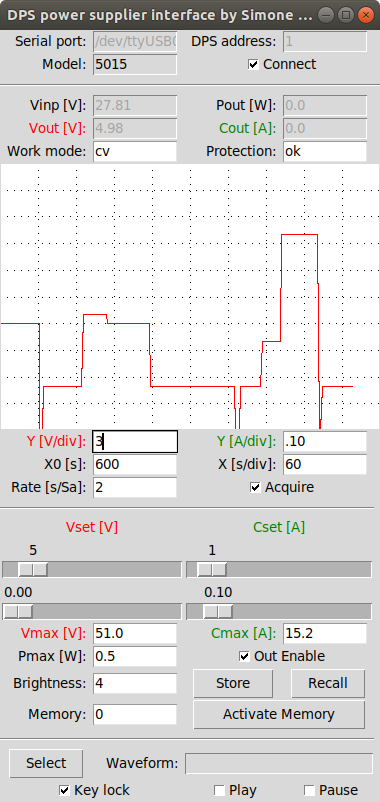 DPS power supplier interface by Simone ...
Serial port: /dev/ttyUSB0 DPS address: 1
Model: 5015 Connect
Vinp [V]: 27.81 Pout [W]: 0.0
Vout [V]: 4.98 Cout [A]: 0.0
Work mode: cv Protection: ok
Y [V/div]: 3 Y [A/div]: .10
X0 [s]: 600 X [s/div]: 60
Rate [s/Sa]: 2 Acquire
Vset [V] Cset [A]
5 1
0.00 0.10
Vmax [V]: 51.0 Cmax [A]: 15.2
Pmax [W]: 0.5 Out Enable
Brightness: 4 Store Recall
Memory: 0 Activate Memory
Select Waveform:
Key lock Play Pause